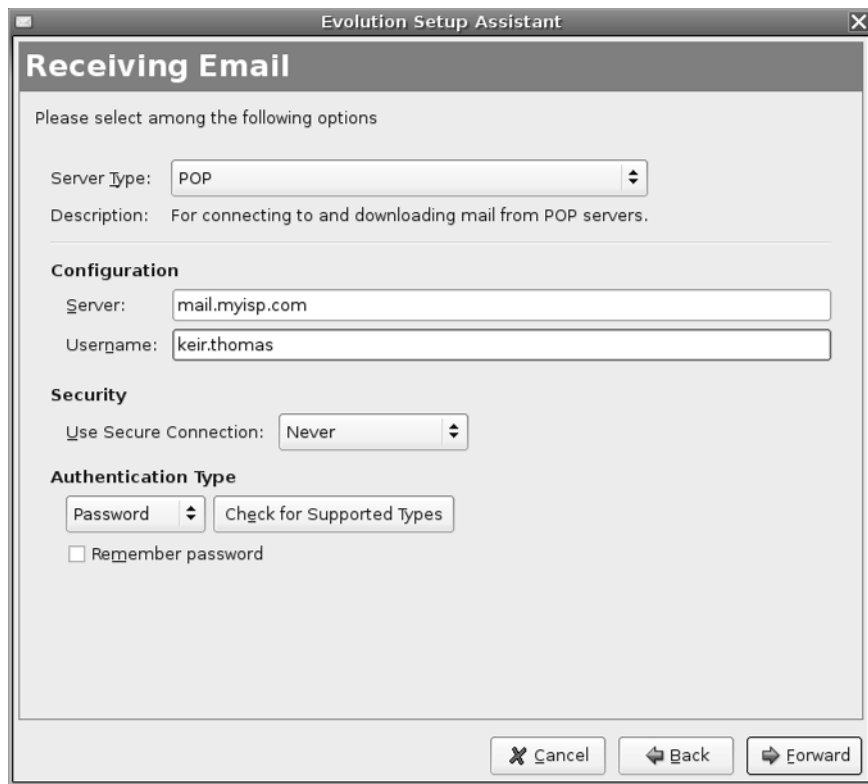 Evolution Setup Assistant
Receiving Email
Please select among the following options
Server Type: POP
Description: For connecting to and downloading mail from POP servers.
Configuration
Server: mail.myisp.com
Username: keir.thomas
Security
Use Secure Connection: Never
Authentication Type
Password Check for Supported Types
Remember password
Cancel Back Forward